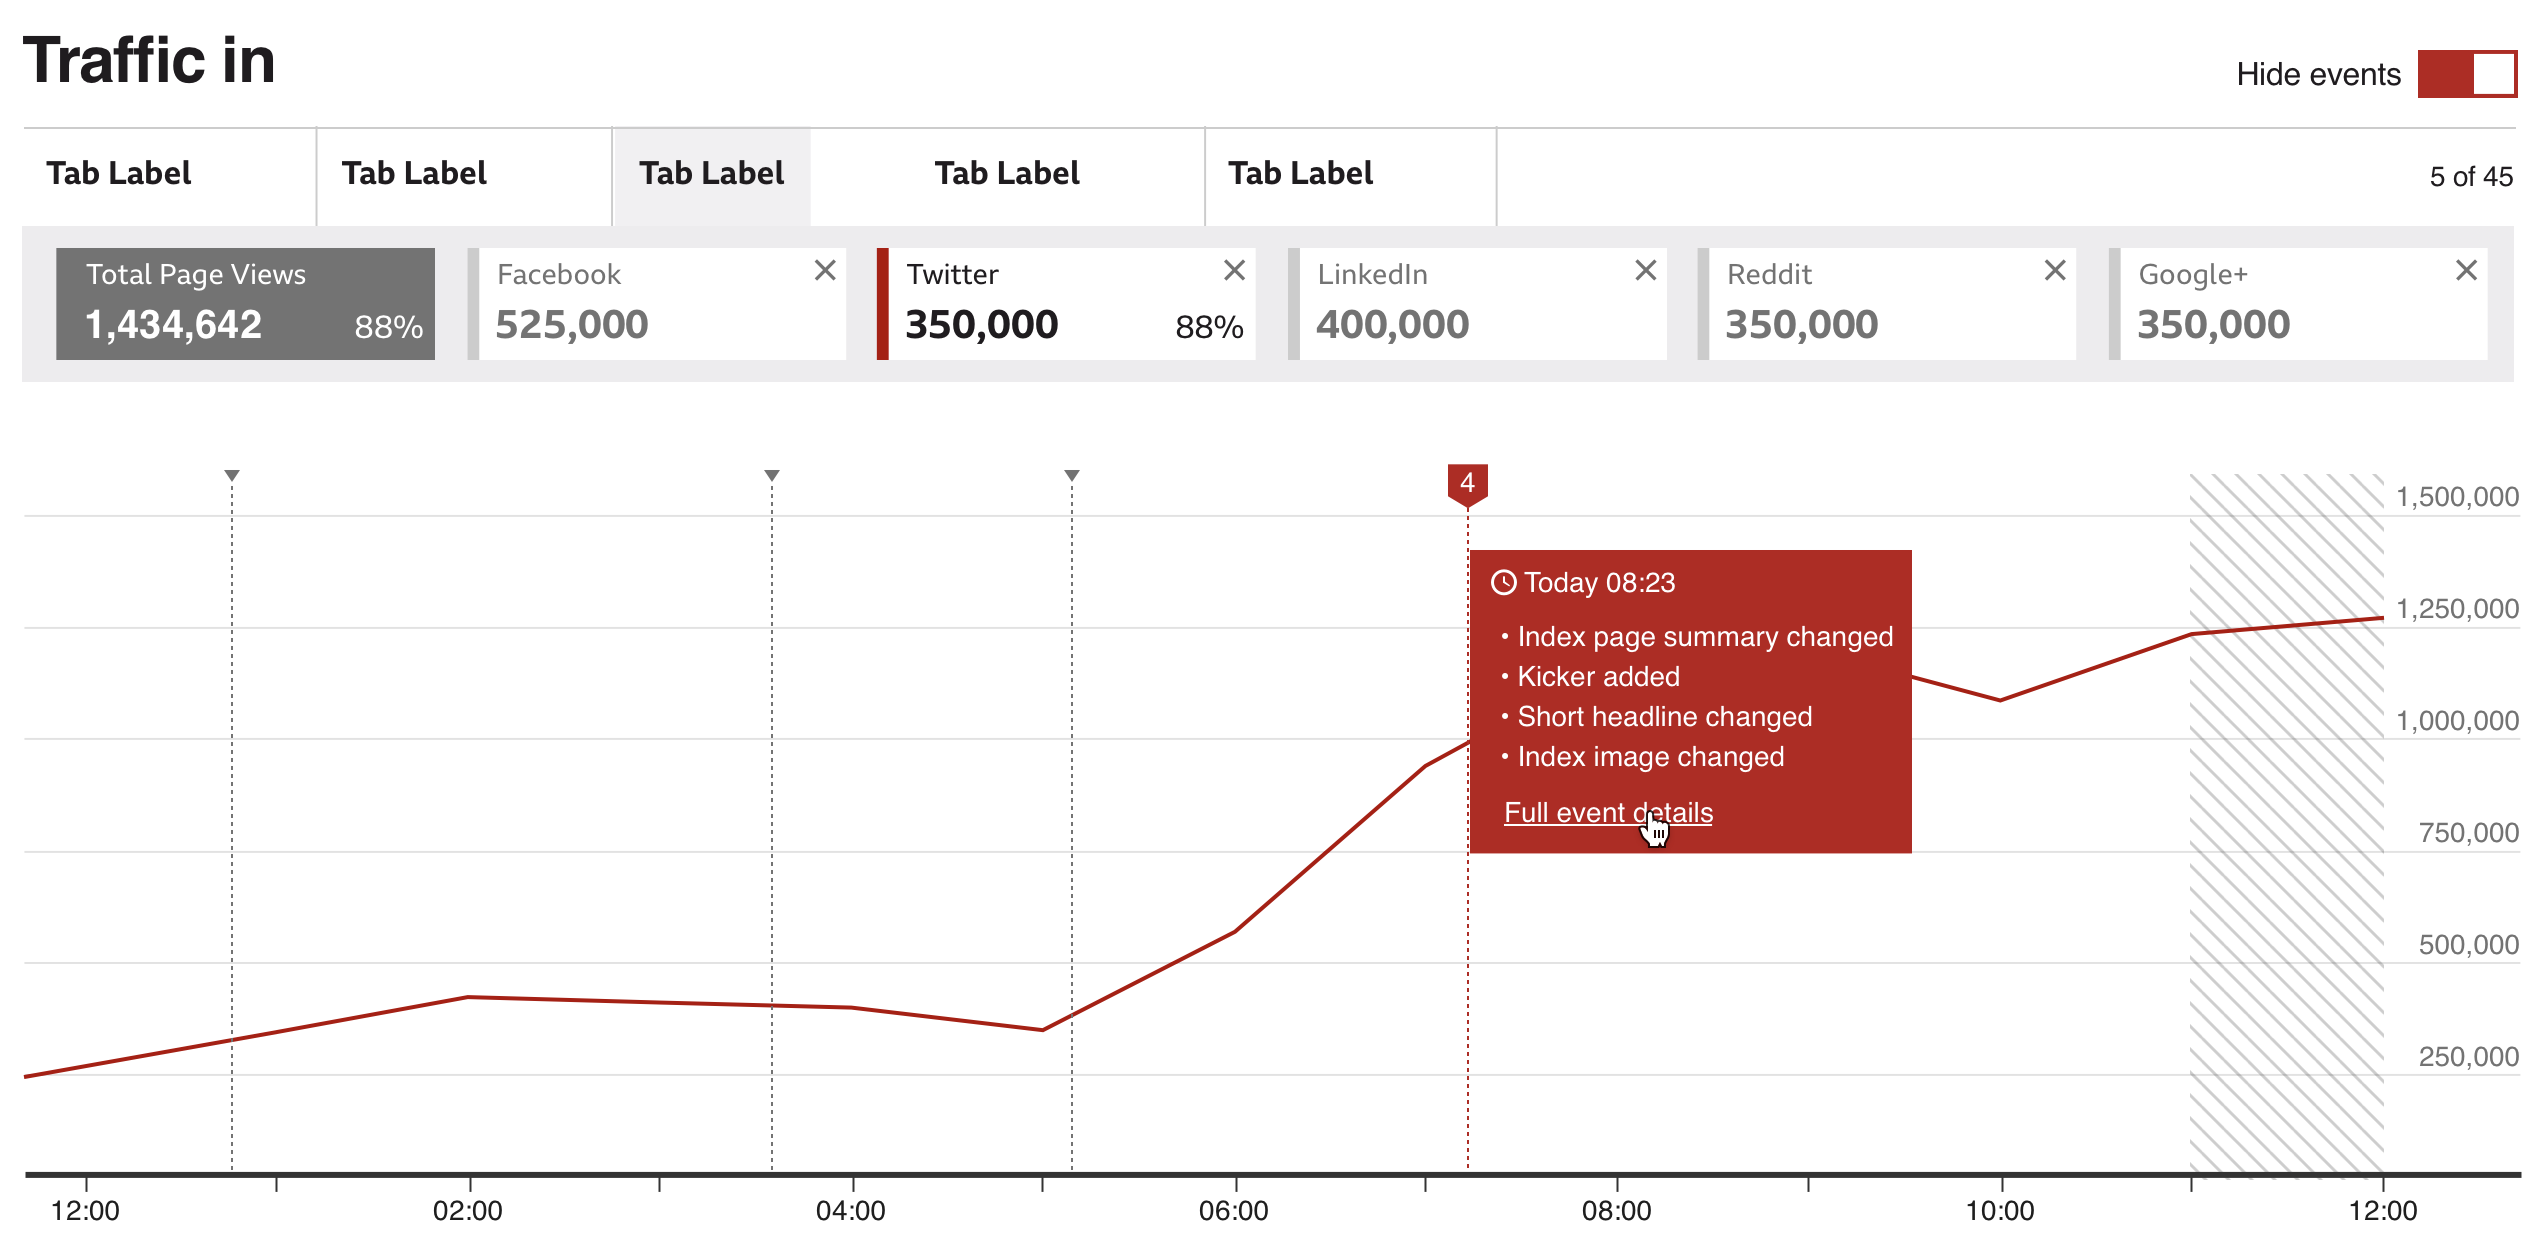 Traffic in
Hide events
Tab Label Tab Label Tab Label Tab Label Tab Label 5 of 45
Total Page Views Facebook Twitter LinkedIn Reddit Google+
1,434,642 88% 525,000 350,000 88% 400,000 350,000 350,000
4
1,500,000
Today 08:23
1,250,000
• Index page summary changed
• Kicker added
• Short headline changed
1,000,000
• Index image changed
Full event details
750,000
500,000
250,000
12:00 02:00 04:00 06:00 08:00 10:00 12:00